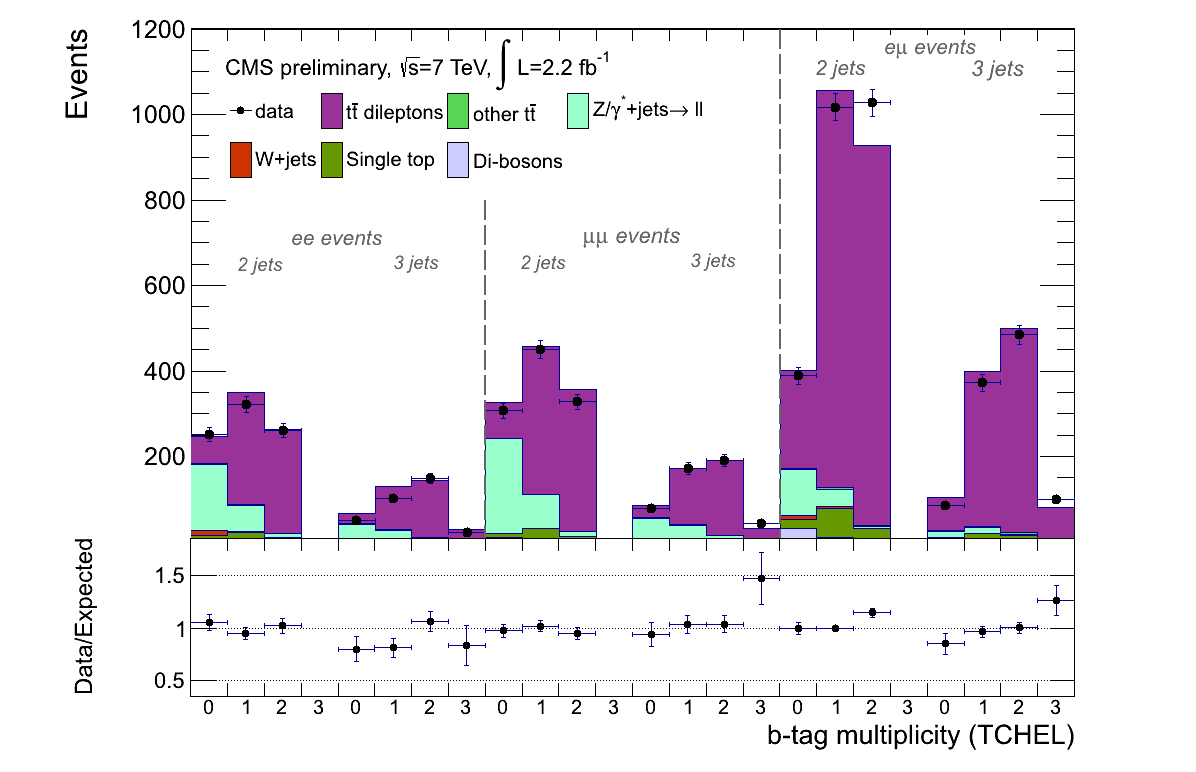 Events
1200
1000
800
600
400
200
CMS preliminary, √s=7 TeV, ∫ L=2.2 fb⁻¹
data
tt̄ dileptons
other tt̄
Z/γ*+jets→ ll
W+jets
Single top
Di-bosons
ee events
2 jets
3 jets
μμ events
2 jets
3 jets
eμ events
2 jets
3 jets
Data/Expected
1.5
1
0.5
0 1 2 3 0 1 2 3 0 1 2 3 0 1 2 3 0 1 2 3 0 1 2 3
b-tag multiplicity (TCHEL)